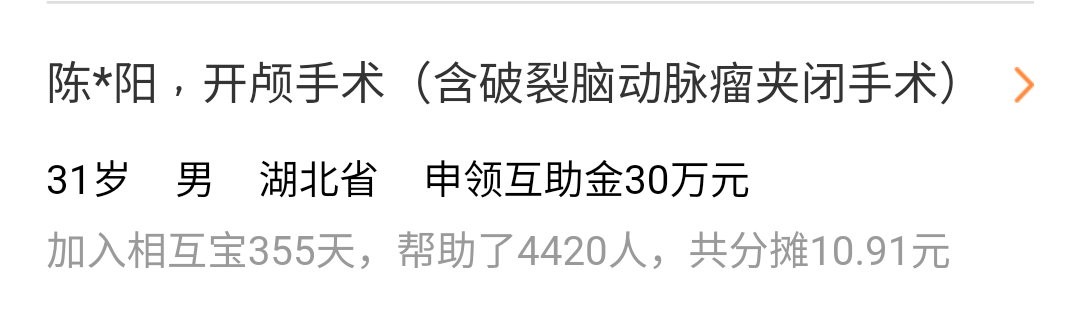 陈*阳，开颅手术（含破裂脑动脉瘤夹闭手术）
31岁 男 湖北省 申领互助金30万元
加入相互宝355天，帮助了4420人，共分摊10.91元